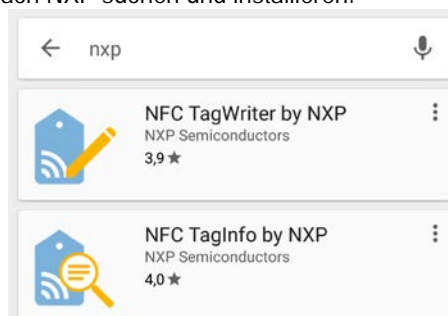 nach NXP suchen und installieren.
nxp
NFC TagWriter by NXP
NXP Semiconductors
3,9 ★
NFC TagInfo by NXP
NXP Semiconductors
4,0 ★